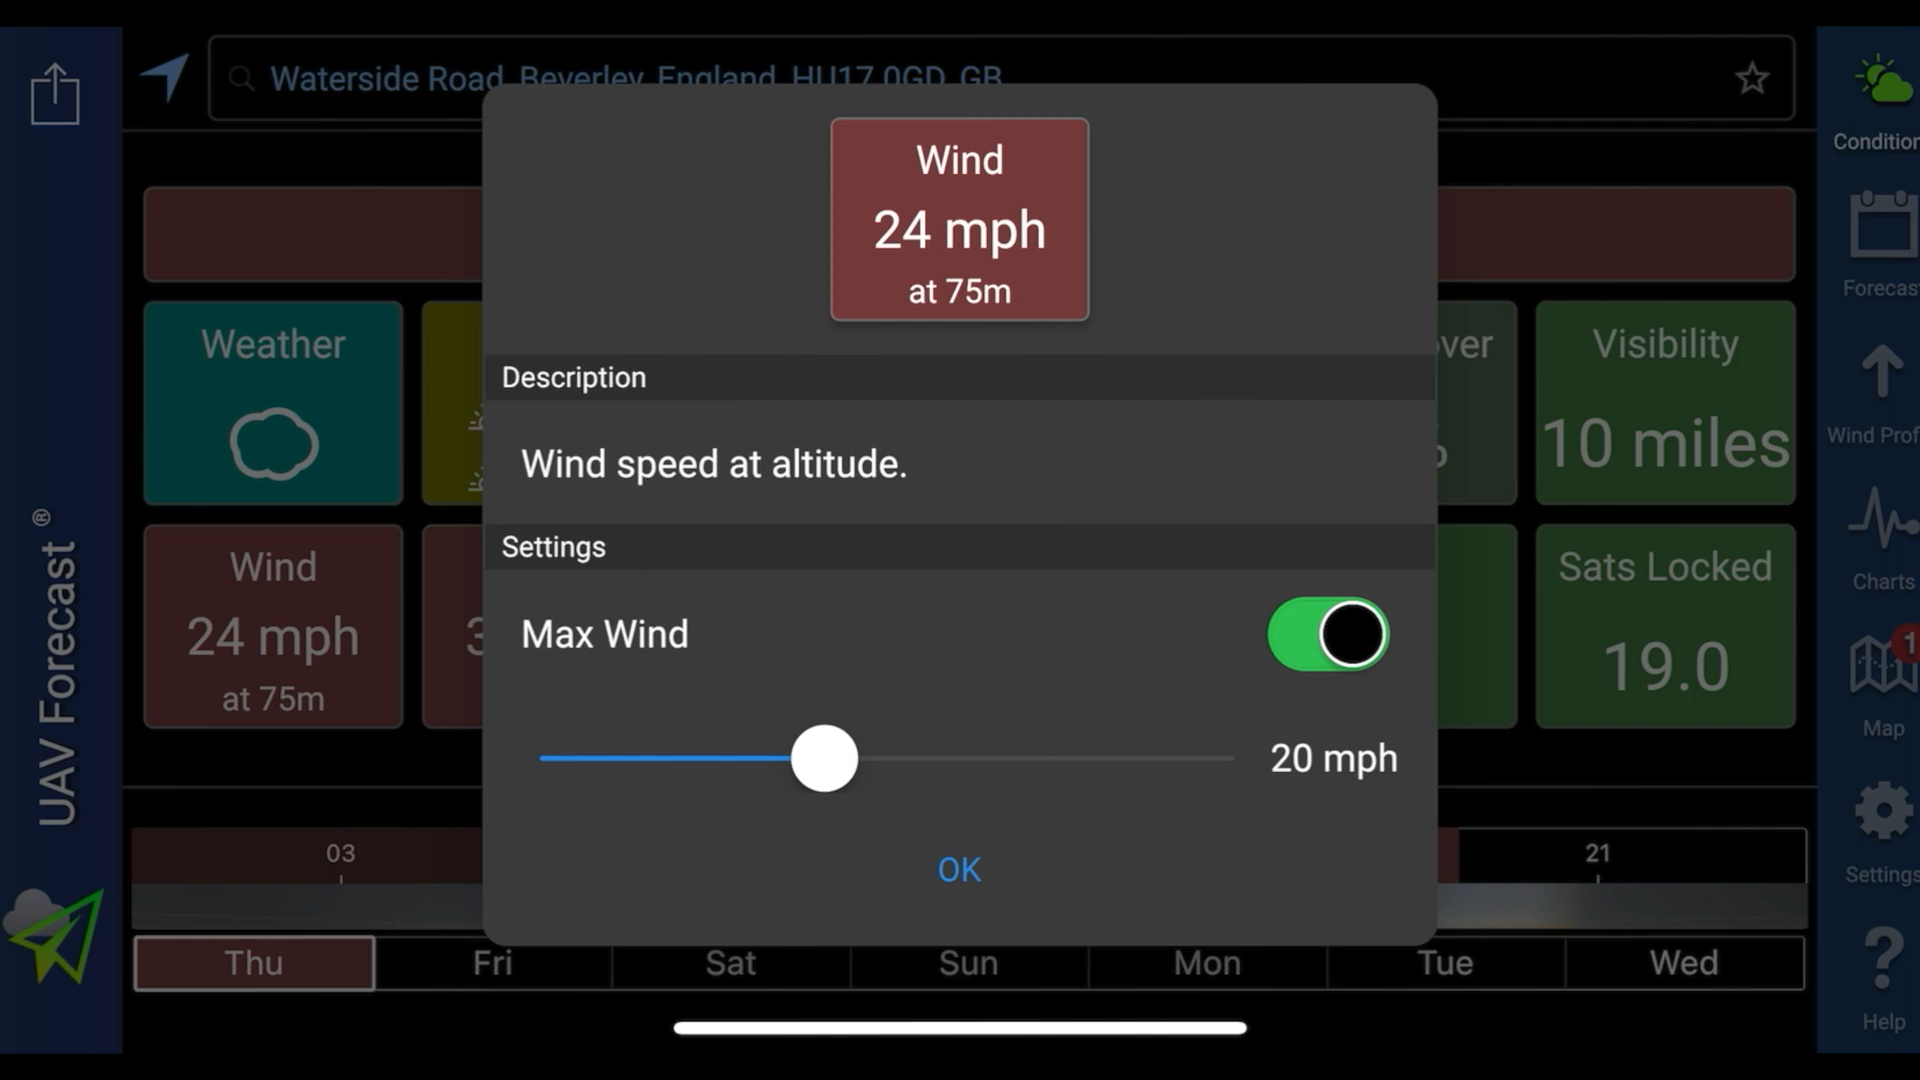 Waterside Road, Beverley, England, HU17 0GD, GB
Wind
24 mph
at 75m
Description
Wind speed at altitude.
Settings
Max Wind
20 mph
OK
Weather
Visibility
10 miles
Wind
24 mph
at 75m
Sats Locked
19.0
03
21
Thu Fri Sat Sun Mon Tue Wed
UAV Forecast ®
Condition
Forecast
Wind Prof
Charts
1
Map
Settings
Help